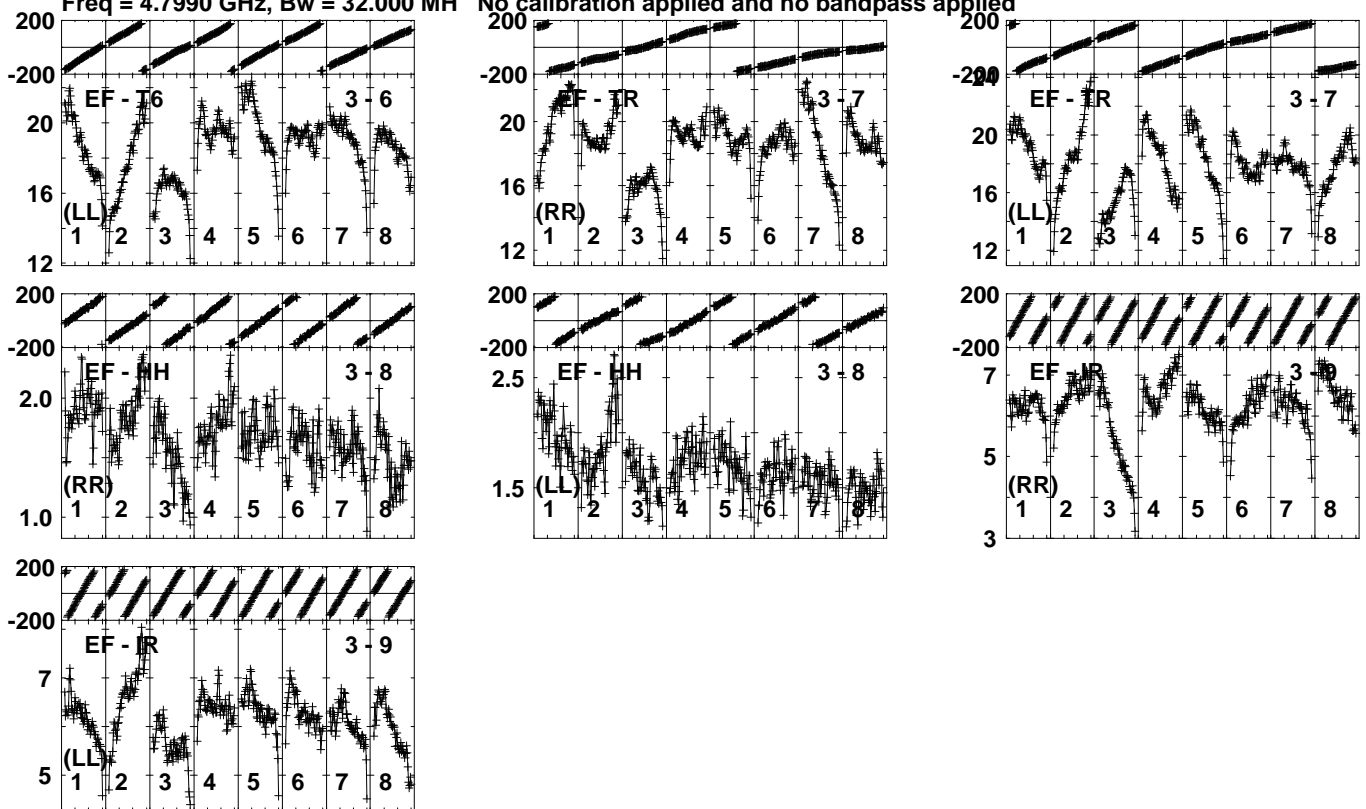 Freq = 4.7990 GHz, Bw = 32.000 MH No calibration applied and no bandpass applied
200
-200
EF - T6 3 - 6
20
16
12
(LL)
1 2 3 4 5 6 7 8
200
-200
EF - TR 3 - 7
20
16
12
(RR)
1 2 3 4 5 6 7 8
200
-200
24
EF - TR 3 - 7
20
16
12
(LL)
1 2 3 4 5 6 7 8
200
-200
EF - HH 3 - 8
2.0
1.0
(RR)
1 2 3 4 5 6 7 8
200
-200
EF - HH 3 - 8
2.5
1.5
(LL)
1 2 3 4 5 6 7 8
200
-200
EF - IR 3 - 9
7
5
3
(RR)
1 2 3 4 5 6 7 8
200
-200
EF - IR 3 - 9
7
5
(LL)
1 2 3 4 5 6 7 8